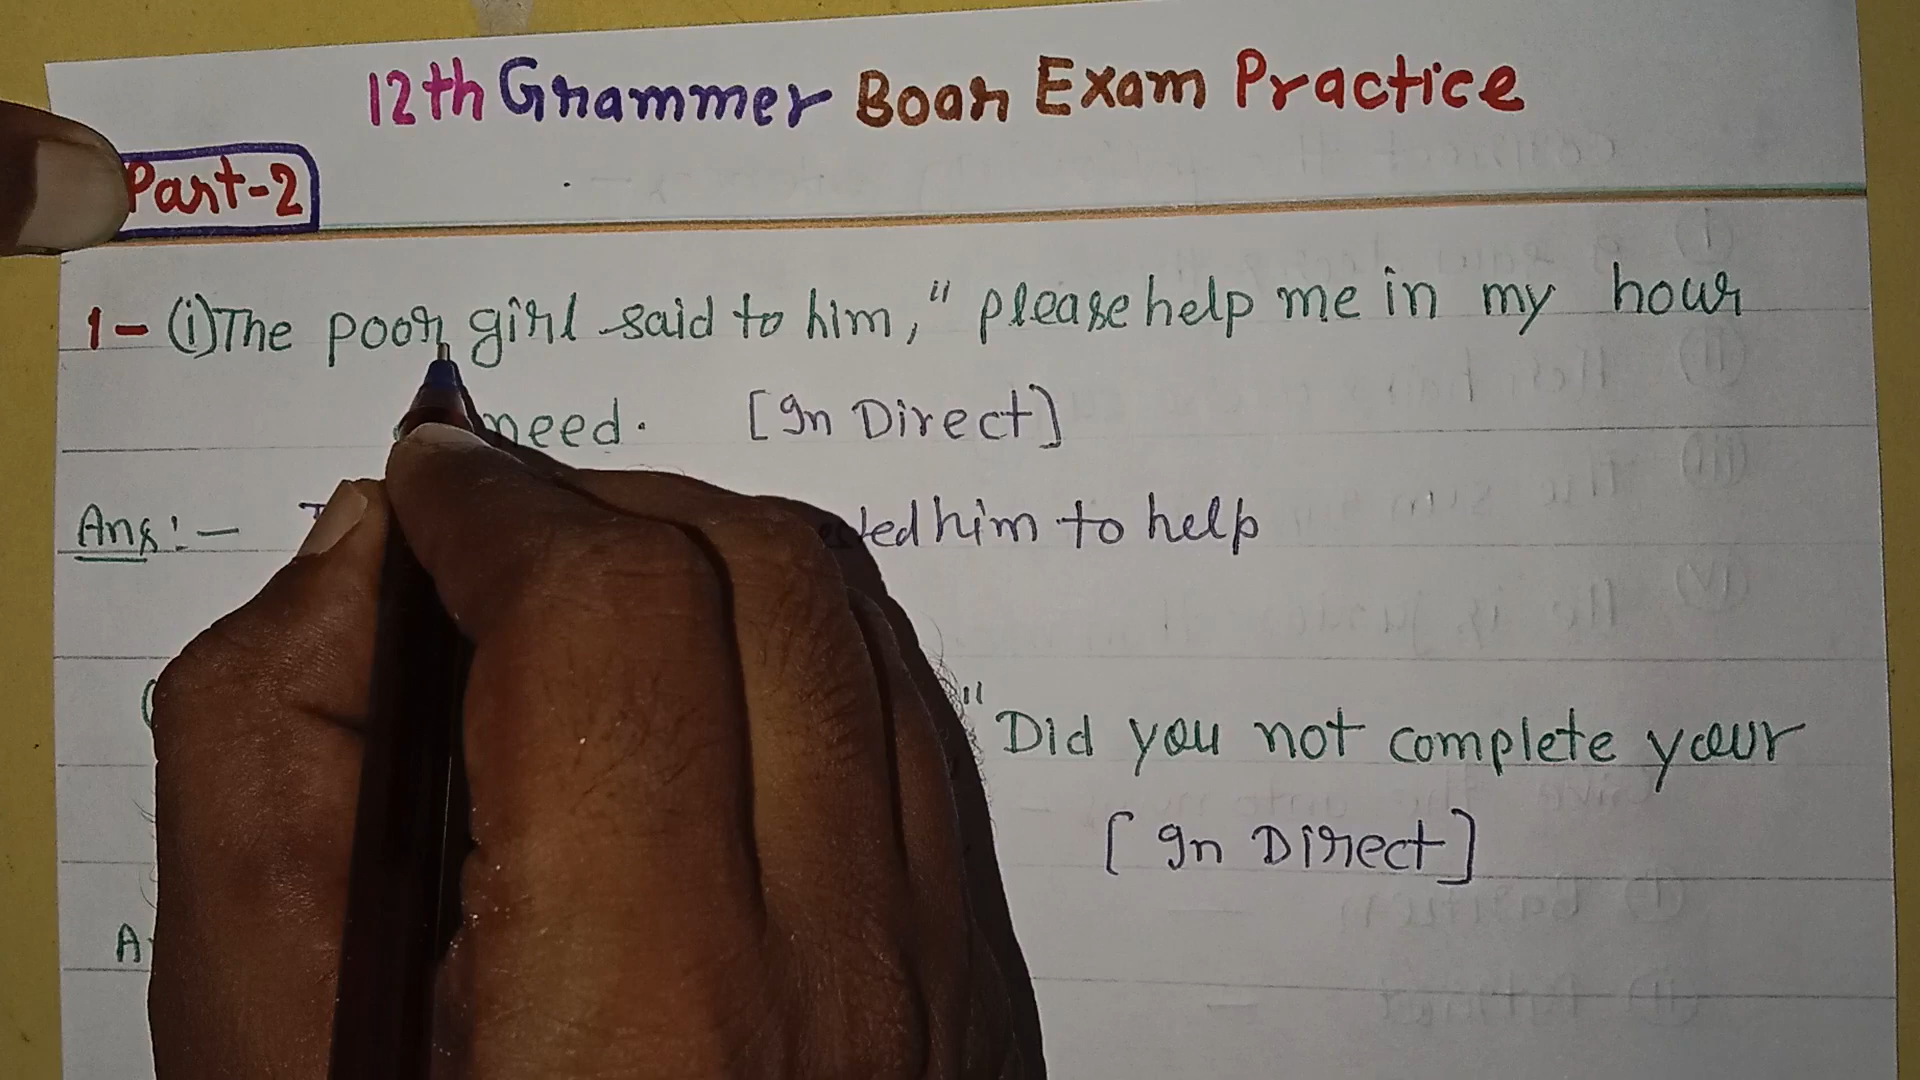 12th Grammer Boar Exam Practice
Part-2
1- (i) The poor girl said to him, " please help me in my hour
need. [In Direct]
Ans:- him to help
" Did you not complete your
[In Direct]